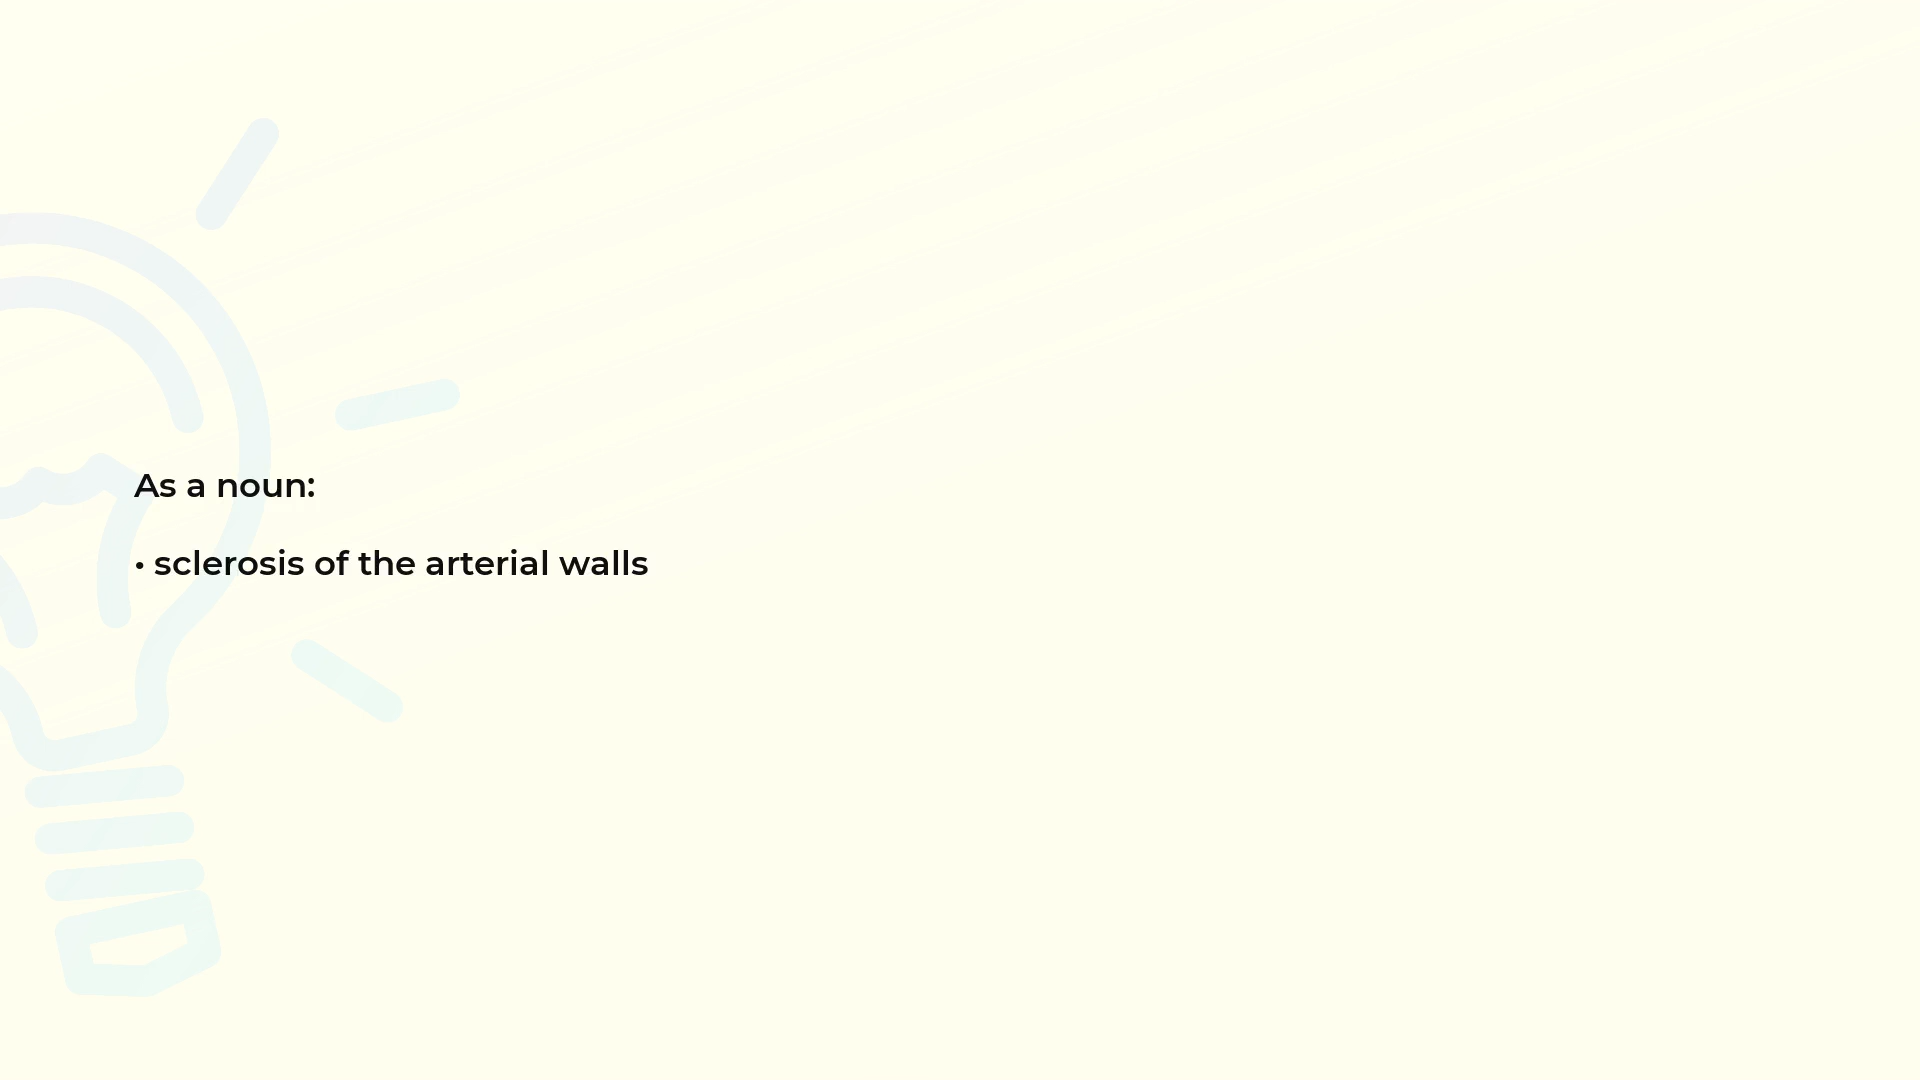 As a noun:
• sclerosis of the arterial walls